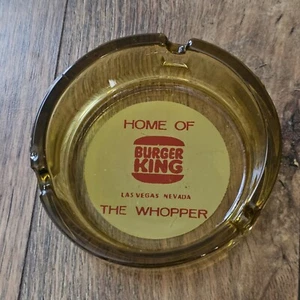 HOME OF
BURGER
KING
LAS VEGAS NEVADA
THE WHOPPER